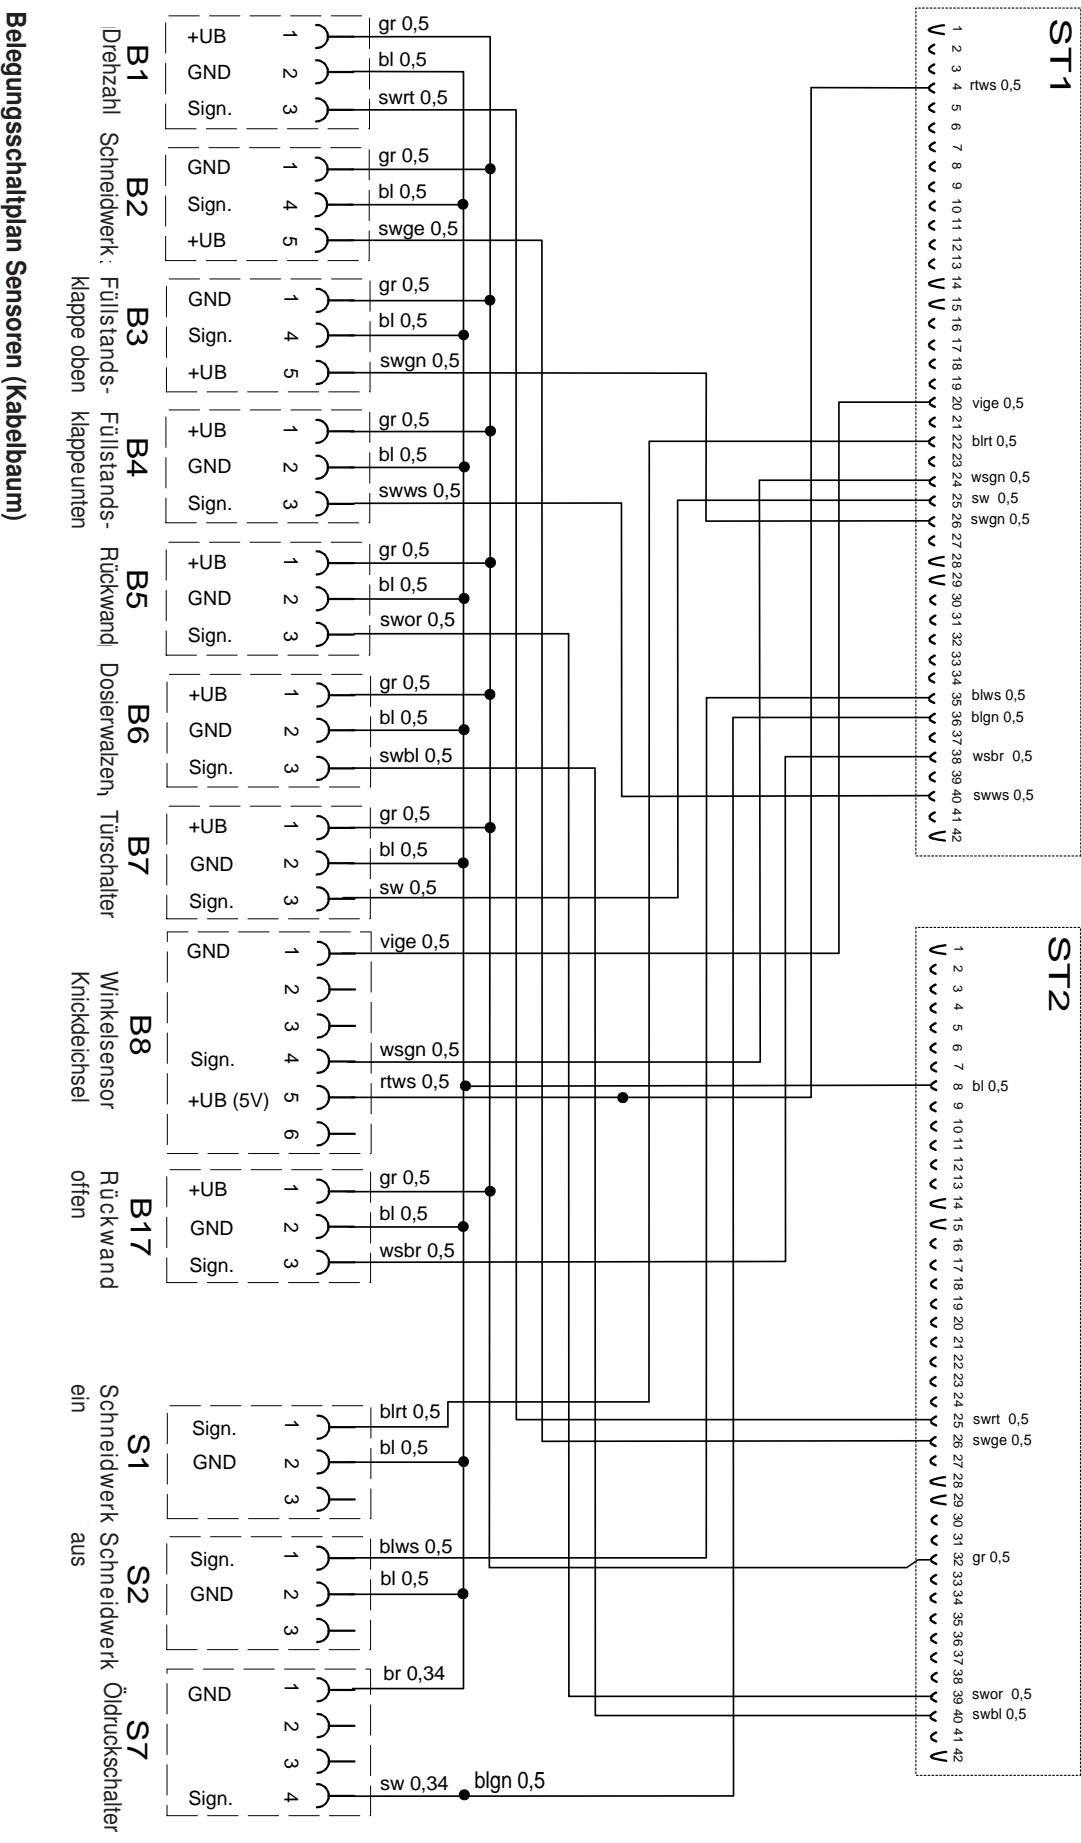 Belegungsschaltplan Sensoren (Kabelbaum)
ST1
1
2
3
4 rtws 0,5
5
6
7
8
9
10
11
12
13
14
15
16
17
18
19
20 vige 0,5
21
22 blrt 0,5
23
24 wsgn 0,5
25 sw 0,5
26 swgn 0,5
27
28
29
30
31
32
33
34
35 blws 0,5
36 blgn 0,5
37
38 wsbr 0,5
39
40 swws 0,5
41
42
ST2
1
2
3
4
5
6
7
8 bl 0,5
9
10
11
12
13
14
15
16
17
18
19
20
21
22
23
24
25 swrt 0,5
26 swge 0,5
27
28
29
30
31
32 gr 0,5
33
34
35
36
37
38
39 swor 0,5
40 swbl 0,5
41
42
B1
Drehzahl
+UB 1 gr 0,5
GND 2 bl 0,5
Sign. 3 swrt 0,5
B2
Schneidwerk:
GND 1 gr 0,5
Sign. 4 bl 0,5
+UB 5 swge 0,5
B3
Füllstands-
klappe oben
GND 1 gr 0,5
Sign. 4 bl 0,5
+UB 5 swgn 0,5
B4
Füllstands-
klappeunten
+UB 1 gr 0,5
GND 2 bl 0,5
Sign. 3 swws 0,5
B5
Rückwand
+UB 1 gr 0,5
GND 2 bl 0,5
Sign. 3 swor 0,5
B6
Dosierwalzen,
+UB 1 gr 0,5
GND 2 bl 0,5
Sign. 3 swbl 0,5
B7
Türschalter
+UB 1 gr 0,5
GND 2 bl 0,5
Sign. 3 sw 0,5
B8
Winkelsensor
Knickdeichsel
GND 1 vige 0,5
2
3
Sign. 4 wsgn 0,5
+UB (5V) 5 rtws 0,5
6
B17
Rückwand
offen
+UB 1 gr 0,5
GND 2 bl 0,5
Sign. 3 wsbr 0,5
S1
Schneidwerk
ein
Sign. 1 blrt 0,5
GND 2 bl 0,5
3
S2
Schneidwerk
aus
Sign. 1 blws 0,5
GND 2 bl 0,5
3
S7
Öldruckschalter
GND 1 br 0,34
2
3
Sign. 4 sw 0,34 blgn 0,5